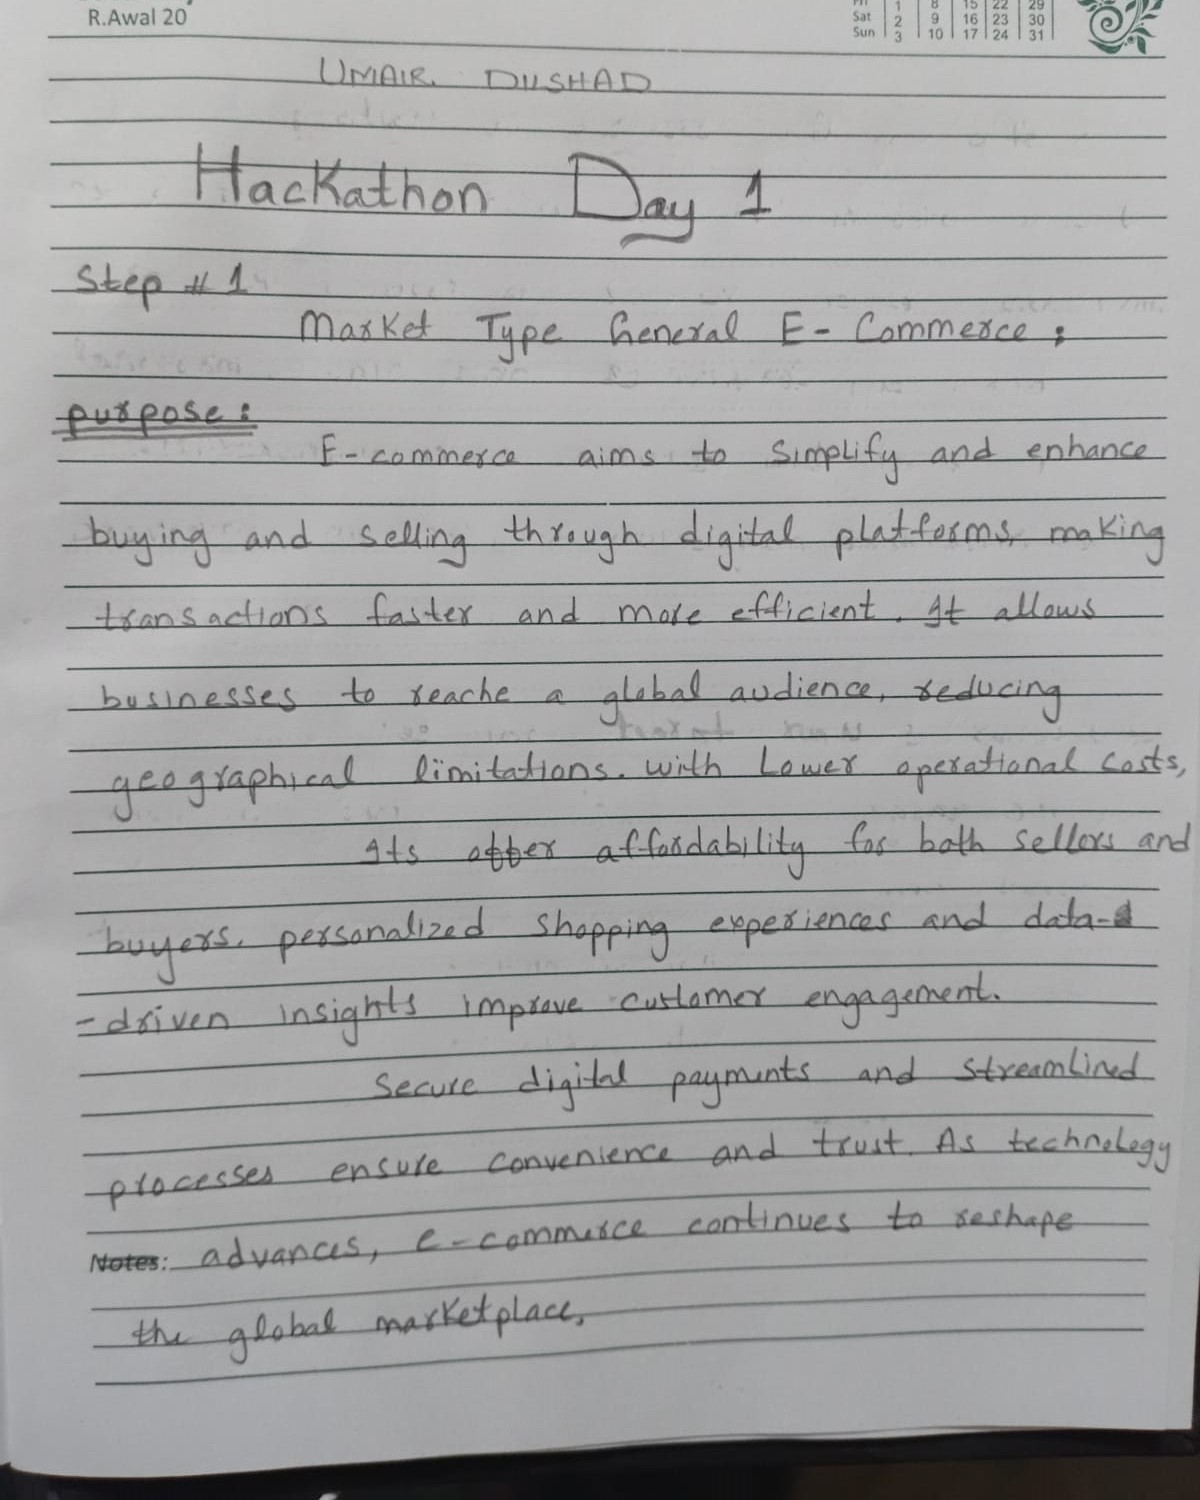 R.Awal 20
Fri 1 8 15 22 29
Sat 2 9 16 23 30
Sun 3 10 17 24 31
UMAIR DILSHAD
Hackathon Day 1
Step # 1
Market Type General E-Commerce :
purpose :
E-commerce aims to Simplify and enhance
buying and selling through digital platforms, making
transactions faster and more efficient. It allows
businesses to reache a global audience, reducing
geographical limitations. with Lower operational costs,
Its offer affordability for both sellers and
buyers. personalized shopping experiences and data-
-driven insights improve customer engagement.
Secure digital payments and streamlined
processes ensure convenience and trust. As technology
Notes: advances, e-commerce continues to reshape
the global marketplace,